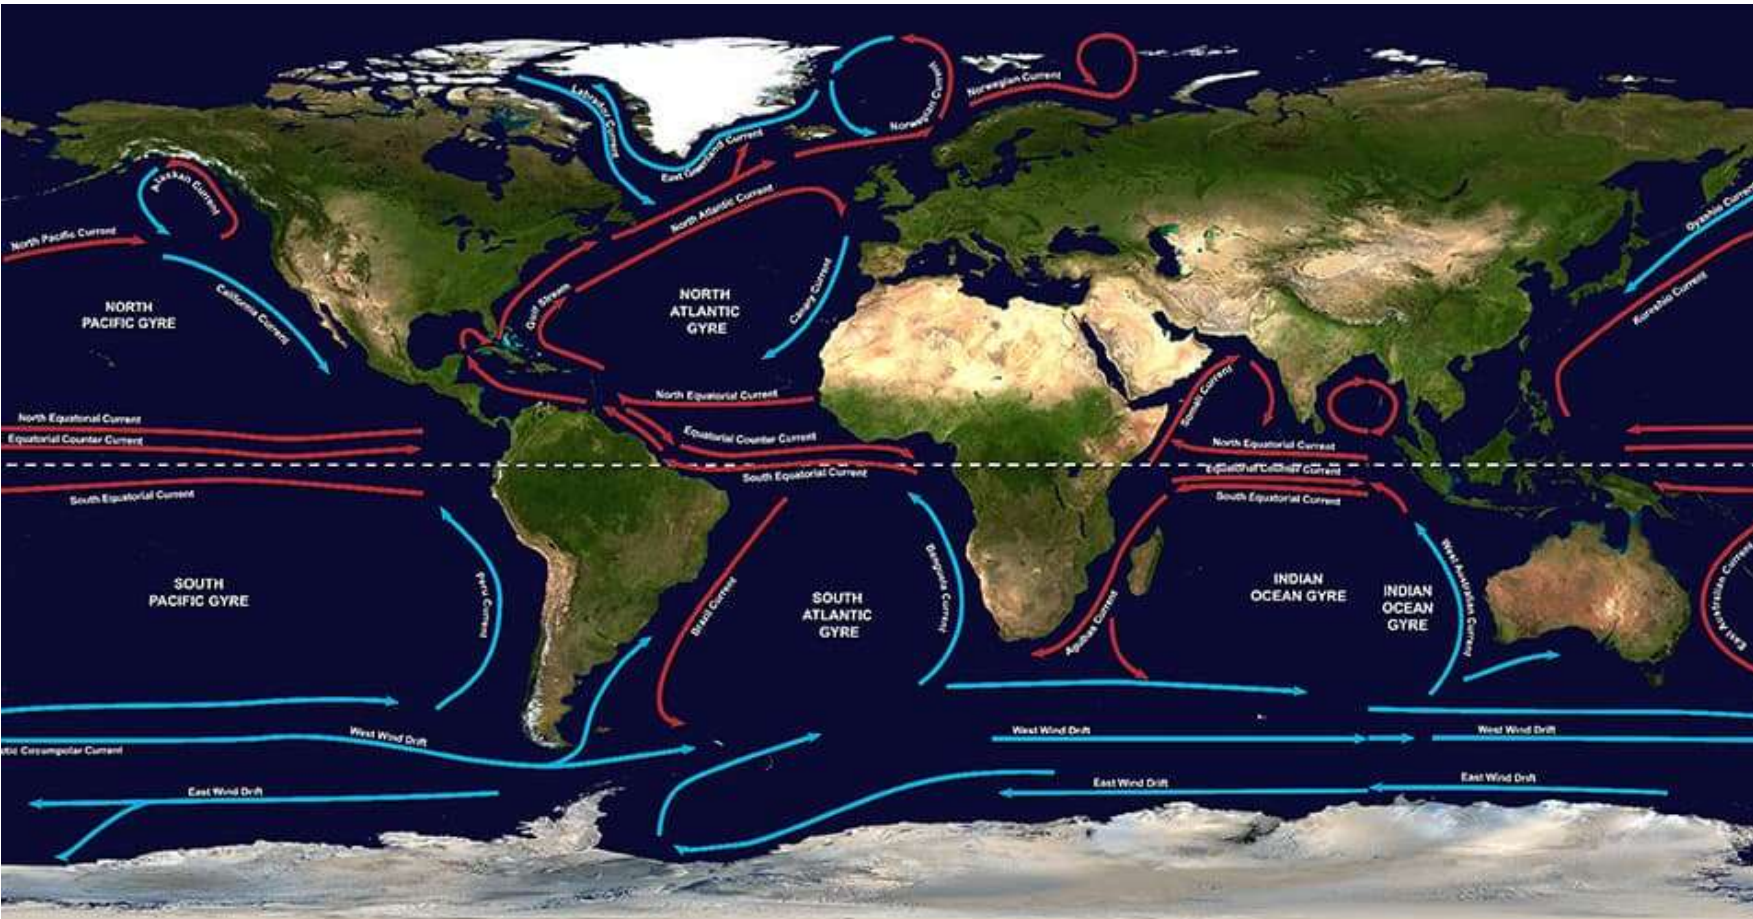 Labrador Current
Norwegian Current
Norwegian Current
East Grenland Current
Alaskan Current
North Pacific Current
North Atlantic Current
Oyashio Current
Kuroshio Current
California Current
Gulf Stream
Canary Current
NORTH
PACIFIC GYRE
NORTH
ATLANTIC
GYRE
Somali Current
North Equatorial Current
North Equatorial Current
Equatorial Counter Current
Equatorial Counter Current
North Equatorial Current
Equatorial Counter Current
South Equatorial Current
South Equatorial Current
South Equatorial Current
Peru Current
Brazil Current
Benguela Current
Agulhas Current
West Australian Current
East Australian Current
SOUTH
PACIFIC GYRE
SOUTH
ATLANTIC
GYRE
INDIAN
OCEAN GYRE
INDIAN
OCEAN
GYRE
West Wind Drift
West Wind Drift
West Wind Drift
ctic Circumpolar Current
East Wind Drift
East Wind Drift
East Wind Drift